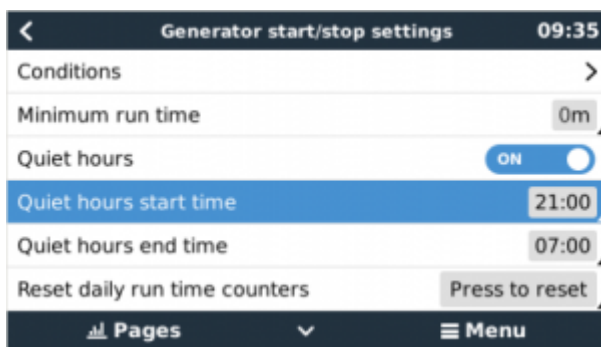 Generator start/stop settings 09:35
Conditions
Minimum run time 0m
Quiet hours ON
Quiet hours start time 21:00
Quiet hours end time 07:00
Reset daily run time counters Press to reset
Pages Menu